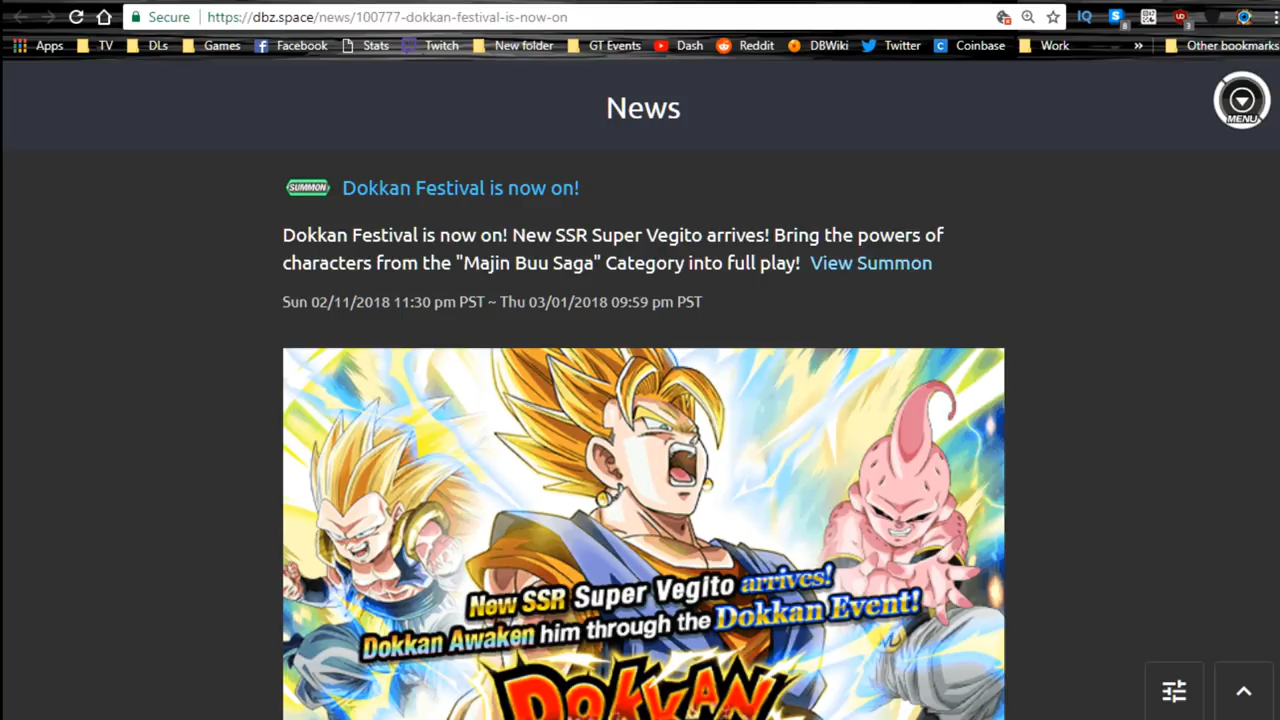 Secure https://dbz.space/news/100777-dokkan-festival-is-now-on IQ 8 3
Apps TV DLs Games Facebook Stats Twitch New folder GT Events Dash Reddit DBWiki Twitter Coinbase Work » Other bookmarks
News
MENU
SUMMON Dokkan Festival is now on!
Dokkan Festival is now on! New SSR Super Vegito arrives! Bring the powers of
characters from the "Majin Buu Saga" Category into full play! View Summon
Sun 02/11/2018 11:30 pm PST ~ Thu 03/01/2018 09:59 pm PST
New SSR Super Vegito arrives!
Dokkan Awaken him through the Dokkan Event!
DOKKAN